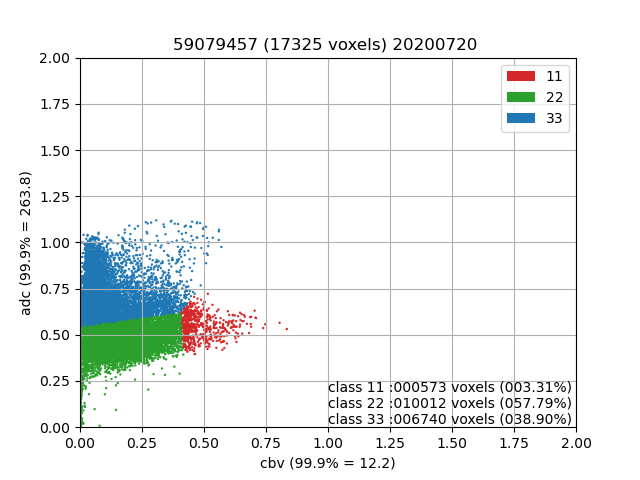 59079457 (17325 voxels) 20200720
2.00
1.75
1.50
1.25
1.00
0.75
0.50
0.25
0.00
adc (99.9% = 263.8)
11
22
33
class 11 :000573 voxels (003.31%)
class 22 :010012 voxels (057.79%)
class 33 :006740 voxels (038.90%)
0.00 0.25 0.50 0.75 1.00 1.25 1.50 1.75 2.00
cbv (99.9% = 12.2)